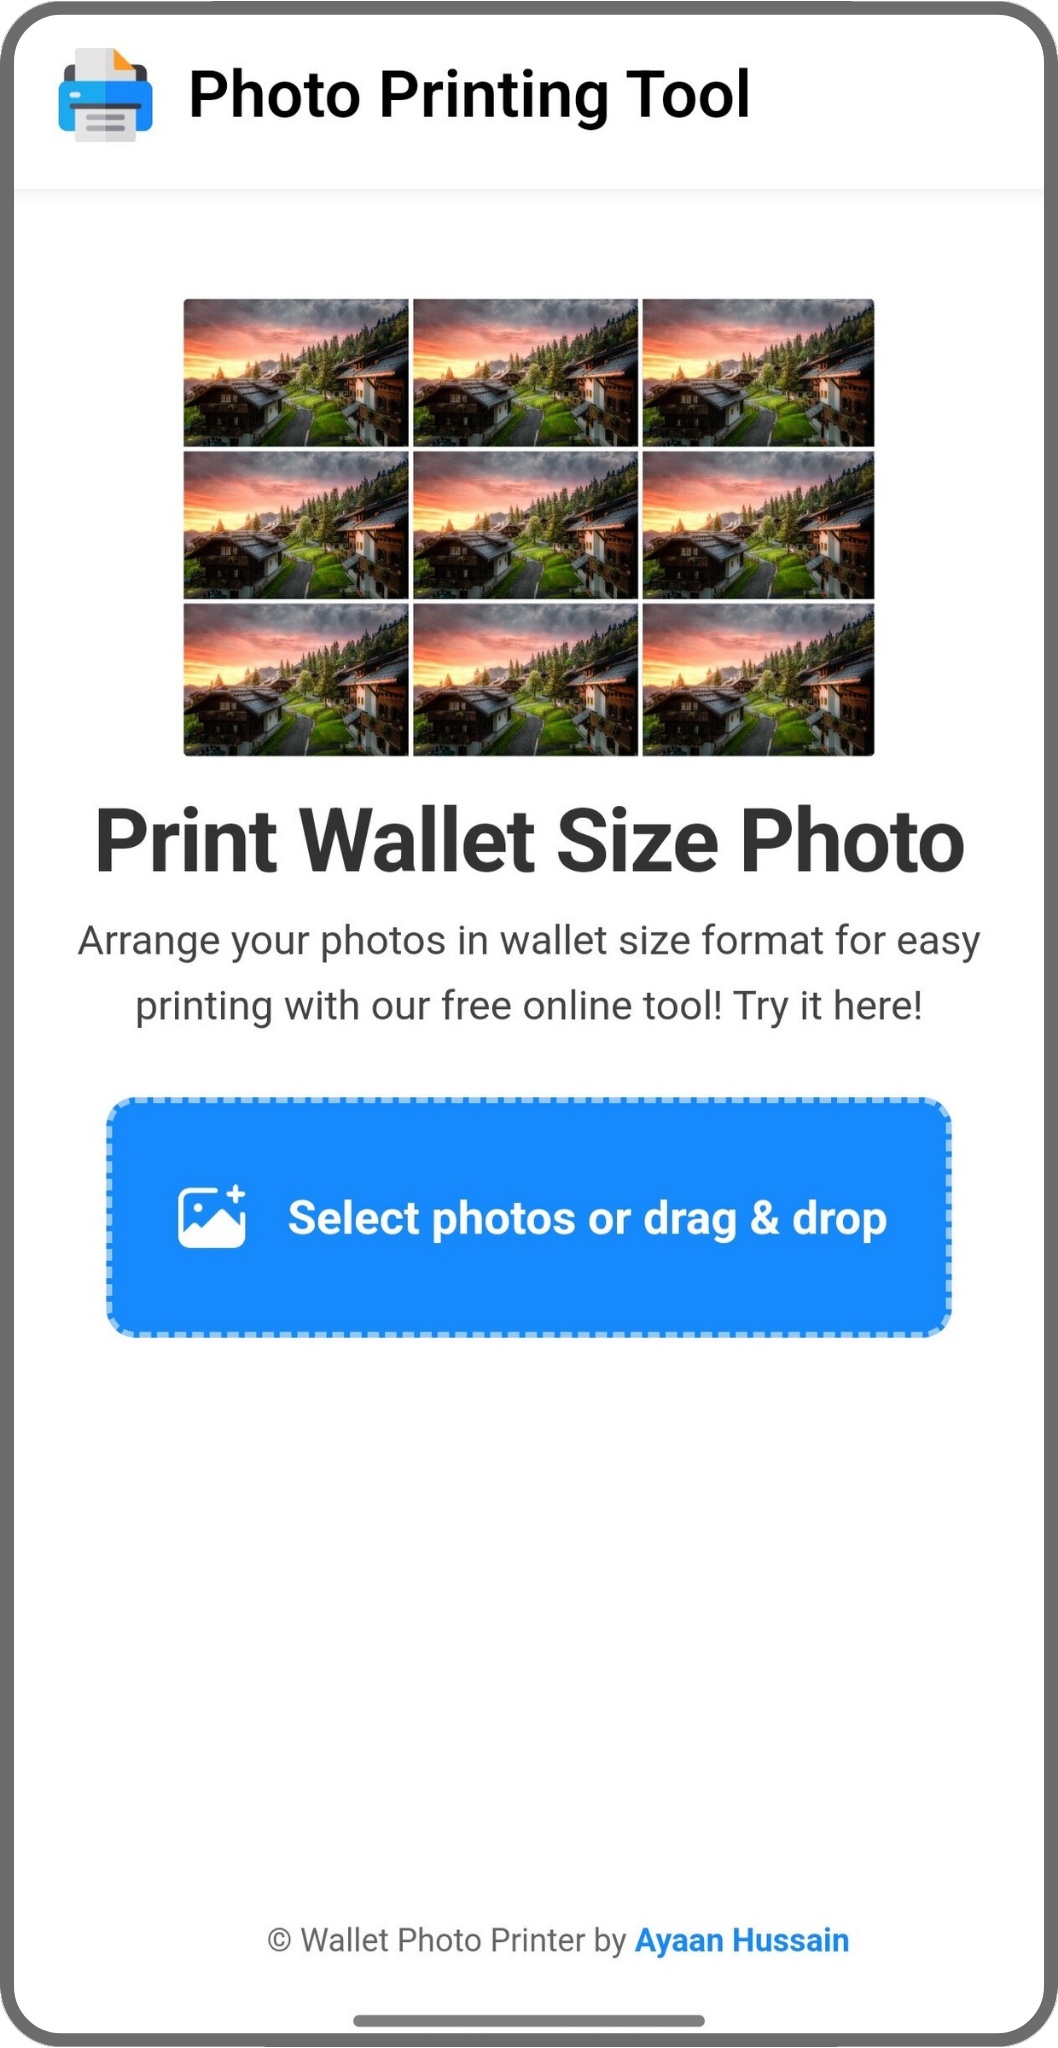 Photo Printing Tool
Print Wallet Size Photo
Arrange your photos in wallet size format for easy
printing with our free online tool! Try it here!
Select photos or drag & drop
© Wallet Photo Printer by Ayaan Hussain